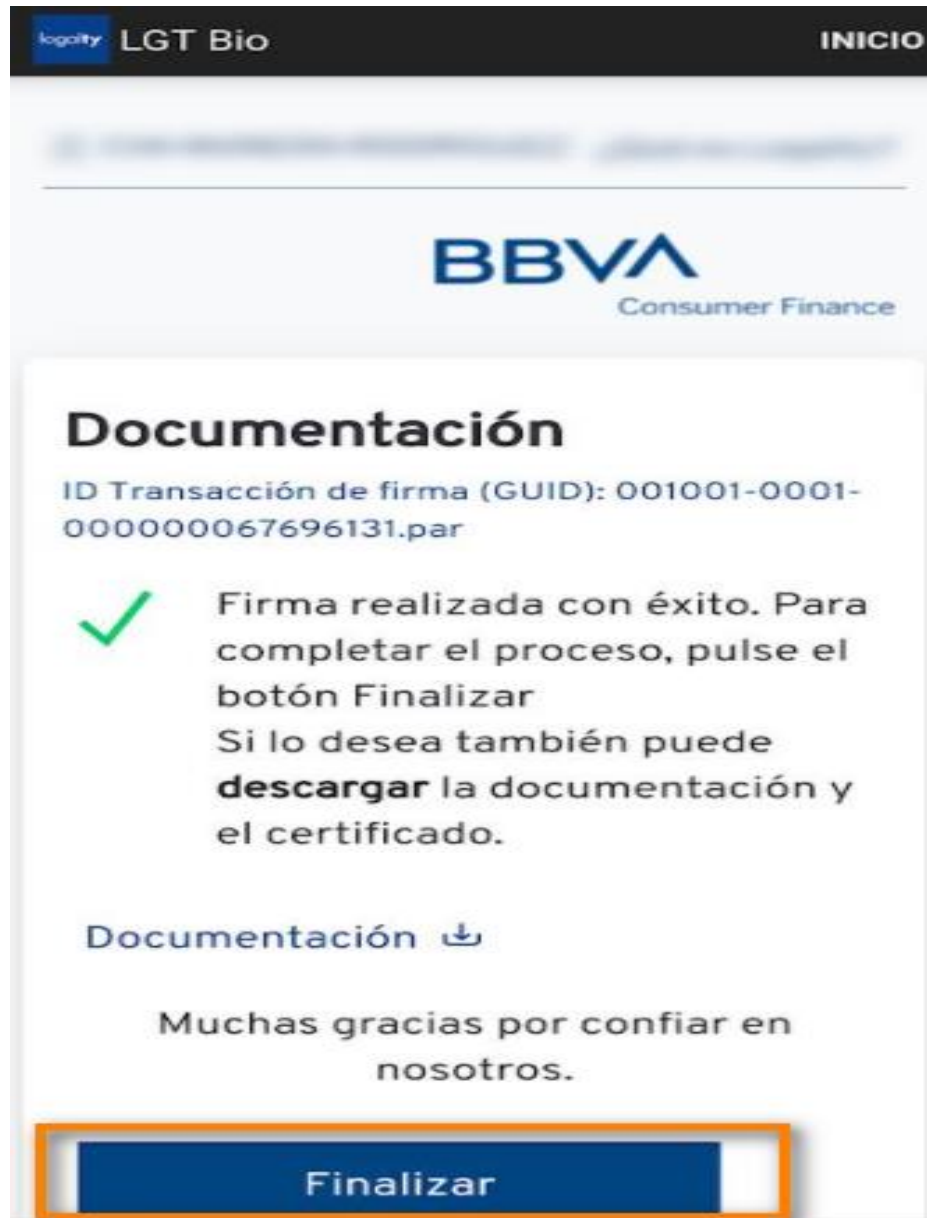 logalty LGT Bio INICIO
BBVA
Consumer Finance
Documentación
ID Transacción de firma (GUID): 001001-0001-
0000000067696131.par
Firma realizada con éxito. Para
completar el proceso, pulse el
botón Finalizar
Si lo desea también puede
descargar la documentación y
el certificado.
Documentación
Muchas gracias por confiar en
nosotros.
Finalizar